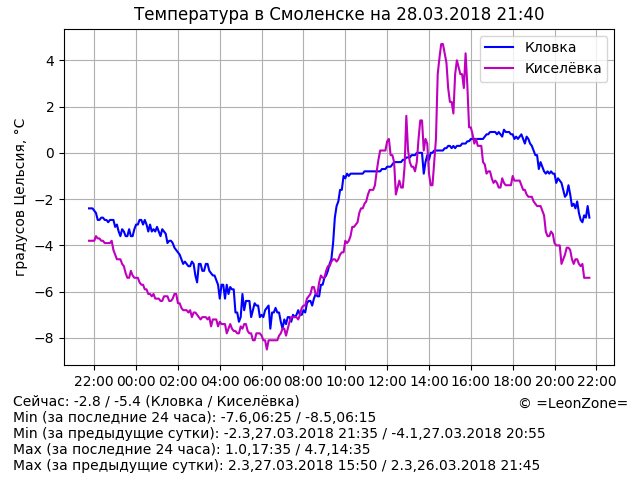 Температура в Смоленске на 28.03.2018 21:40
Кловка
Киселёвка
градусов Цельсия, °C
4
2
0
−2
−4
−6
−8
22:00 00:00 02:00 04:00 06:00 08:00 10:00 12:00 14:00 16:00 18:00 20:00 22:00
Сейчас: -2.8 / -5.4 (Кловка / Киселёвка)
© =LeonZone=
Min (за последние 24 часа): -7.6,06:25 / -8.5,06:15
Min (за предыдущие сутки): -2.3,27.03.2018 21:35 / -4.1,27.03.2018 20:55
Max (за последние 24 часа): 1.0,17:35 / 4.7,14:35
Max (за предыдущие сутки): 2.3,27.03.2018 15:50 / 2.3,26.03.2018 21:45